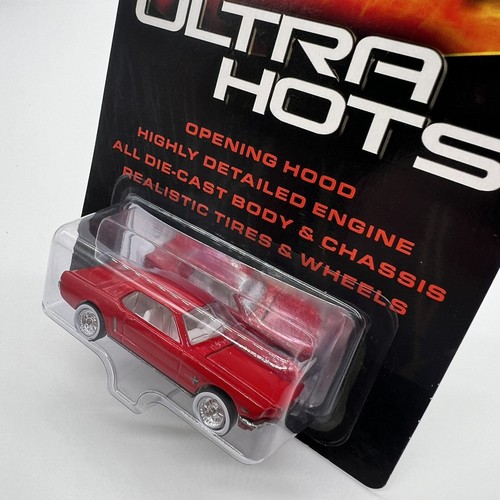 ULTRA
HOTS
OPENING HOOD
HIGHLY DETAILED ENGINE
ALL DIE-CAST BODY & CHASSIS
REALISTIC TIRES & WHEELS